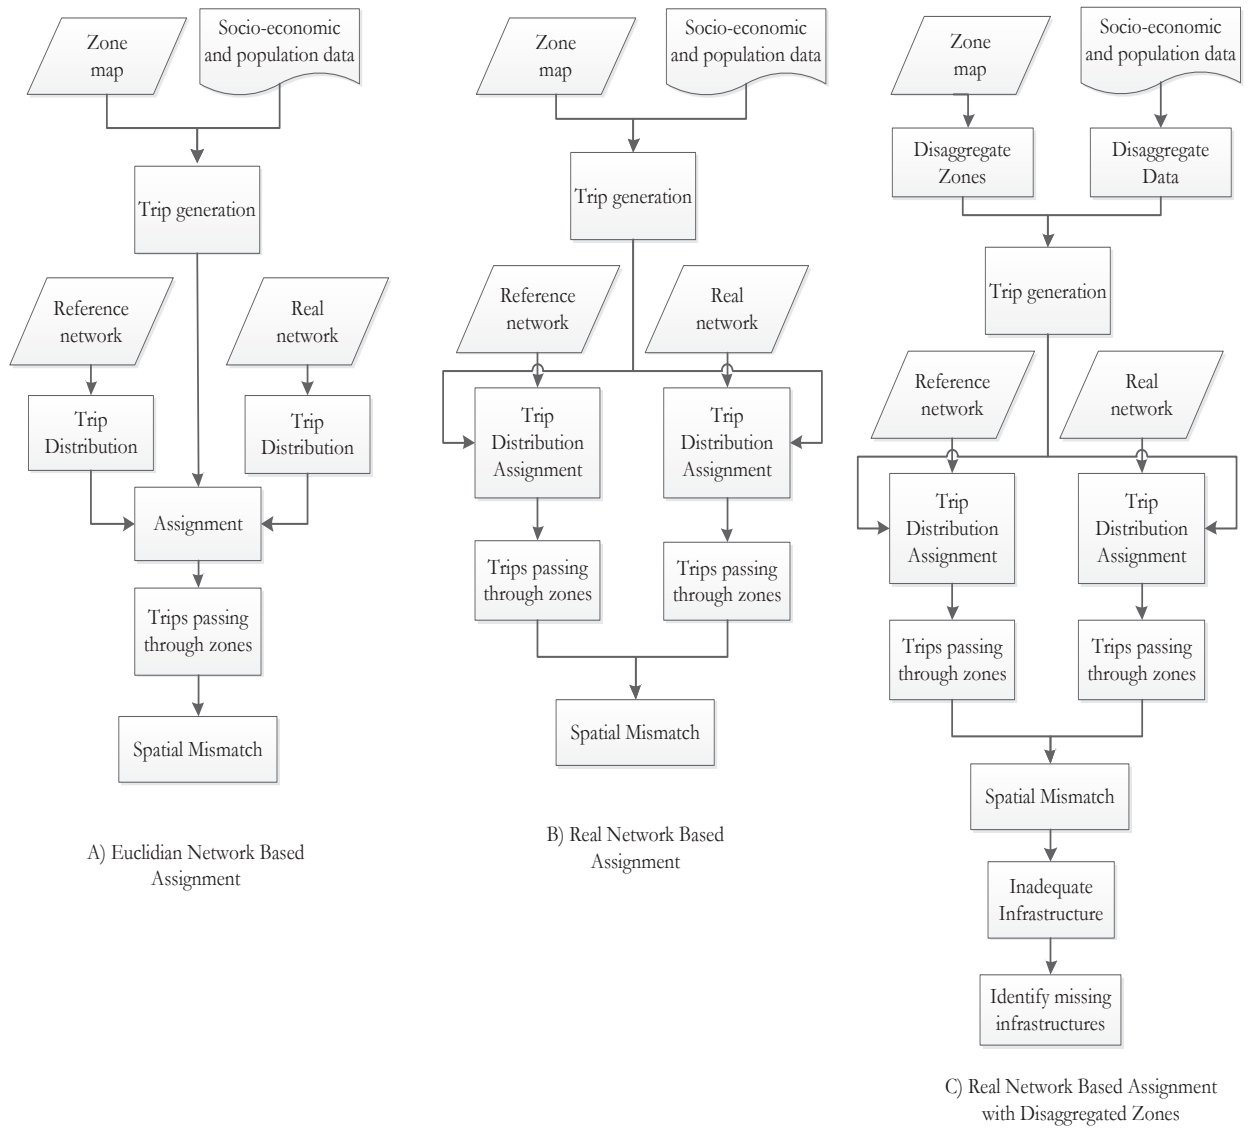 Zone
map
Socio-economic
and population data
Trip generation
Reference
network
Real
network
Trip
Distribution
Trip
Distribution
Assignment
Trips passing
through zones
Spatial Mismatch
A) Euclidian Network Based
Assignment
Zone
map
Socio-economic
and population data
Trip generation
Reference
network
Real
network
Trip
Distribution
Assignment
Trip
Distribution
Assignment
Trips passing
through zones
Trips passing
through zones
Spatial Mismatch
B) Real Network Based
Assignment
Zone
map
Socio-economic
and population data
Disaggregate
Zones
Disaggregate
Data
Trip generation
Reference
network
Real
network
Trip
Distribution
Assignment
Trip
Distribution
Assignment
Trips passing
through zones
Trips passing
through zones
Spatial Mismatch
Inadequate
Infrastructure
Identify missing
infrastructures
C) Real Network Based Assignment
with Disaggregated Zones